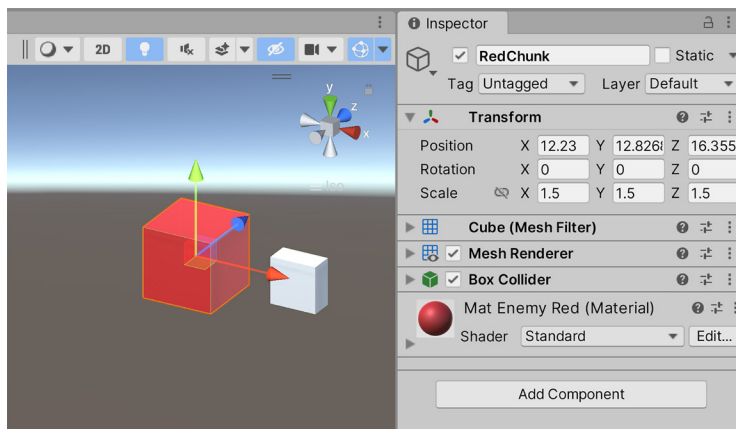 Inspector
2D
RedChunk
Static
Tag Untagged Layer Default
y
z
x
Iso
Transform
Position X 12.23 Y 12.826 Z 16.355
Rotation X 0 Y 0 Z 0
Scale X 1.5 Y 1.5 Z 1.5
Cube (Mesh Filter)
Mesh Renderer
Box Collider
Mat Enemy Red (Material)
Shader Standard Edit...
Add Component